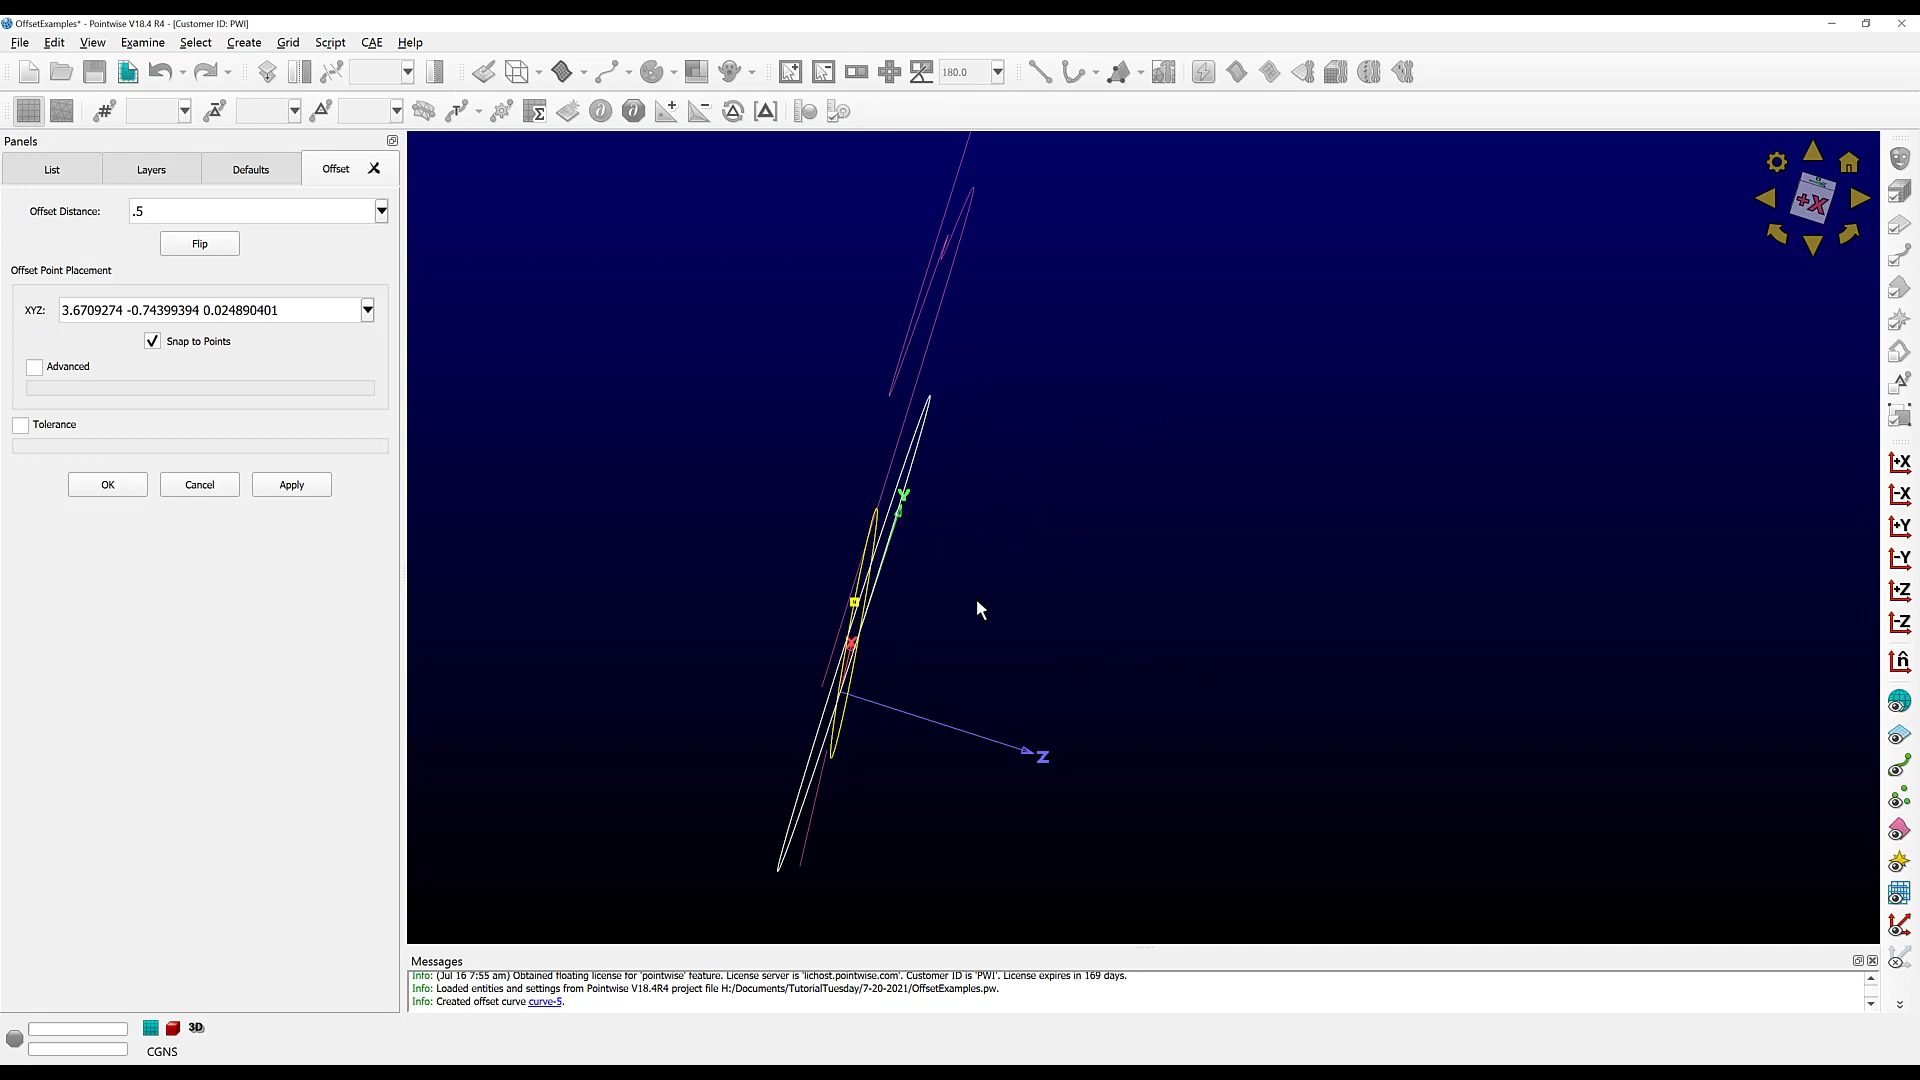 OffsetExamples* - Pointwise V18.4 R4 - [Customer ID: PWI]
File Edit View Examine Select Create Grid Script CAE Help
180.0
Panels
List Layers Defaults Offset
Offset Distance: .5
Flip
Offset Point Placement
XYZ: 3.6709274 -0.74399394 0.024890401
Snap to Points
Advanced
Tolerance
OK Cancel Apply
+X
Y
X
Z
+X
-X
+Y
-Y
+Z
-Z
n̂
Messages
Info: (Jul 16 7:55 am) Obtained floating license for 'pointwise' feature. License server is 'lichost.pointwise.com'. Customer ID is 'PWI'. License expires in 169 days.
Info: Loaded entities and settings from Pointwise V18.4R4 project file H:/Documents/TutorialTuesday/7-20-2021/OffsetExamples.pw.
Info: Created offset curve curve-5.
3D
CGNS